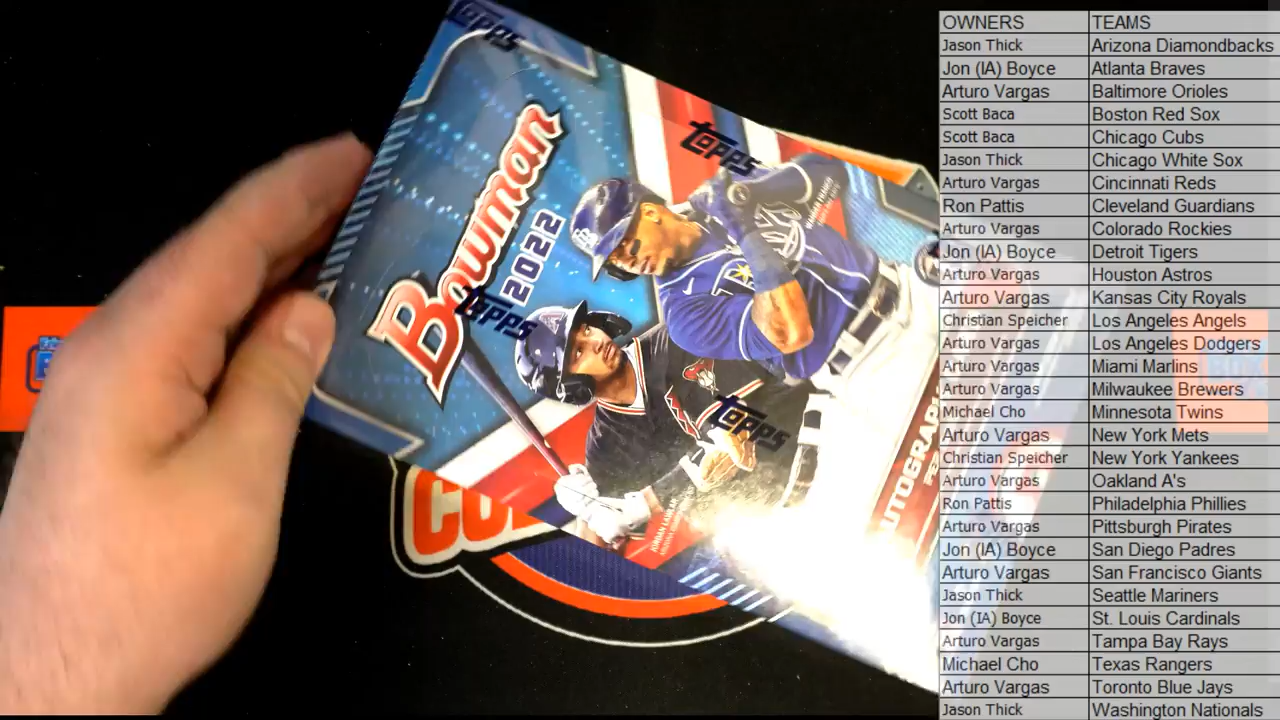 topps
topps
Bowman
2022
topps
topps
WANDER FRANCO
AUTOGRAPH
PER
JORDAN LAWLAR
CO
OWNERS TEAMS
Jason Thick Arizona Diamondbacks
Jon (IA) Boyce Atlanta Braves
Arturo Vargas Baltimore Orioles
Scott Baca Boston Red Sox
Scott Baca Chicago Cubs
Jason Thick Chicago White Sox
Arturo Vargas Cincinnati Reds
Ron Pattis Cleveland Guardians
Arturo Vargas Colorado Rockies
Jon (IA) Boyce Detroit Tigers
Arturo Vargas Houston Astros
Arturo Vargas Kansas City Royals
Christian Speicher Los Angeles Angels
Arturo Vargas Los Angeles Dodgers
Arturo Vargas Miami Marlins
Arturo Vargas Milwaukee Brewers
Michael Cho Minnesota Twins
Arturo Vargas New York Mets
Christian Speicher New York Yankees
Arturo Vargas Oakland A's
Ron Pattis Philadelphia Phillies
Arturo Vargas Pittsburgh Pirates
Jon (IA) Boyce San Diego Padres
Arturo Vargas San Francisco Giants
Jason Thick Seattle Mariners
Jon (IA) Boyce St. Louis Cardinals
Arturo Vargas Tampa Bay Rays
Michael Cho Texas Rangers
Arturo Vargas Toronto Blue Jays
Jason Thick Washington Nationals